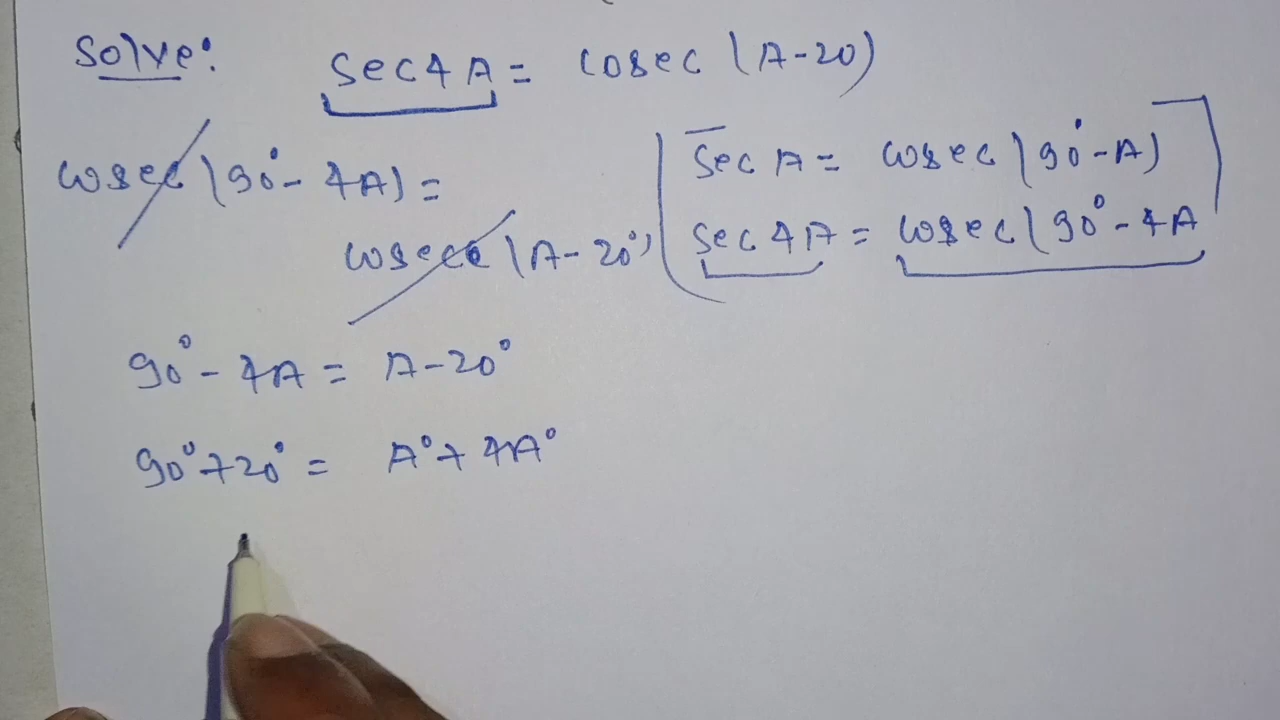 Solve: sec4A = cosec (A-20)
cosec (90°- 4A) =
cosec (A-20°)
sec A = cosec (90°-A)
sec 4A = cosec (90°-4A
90°- 4A = A-20°
90°+20° = A°+ 4A°